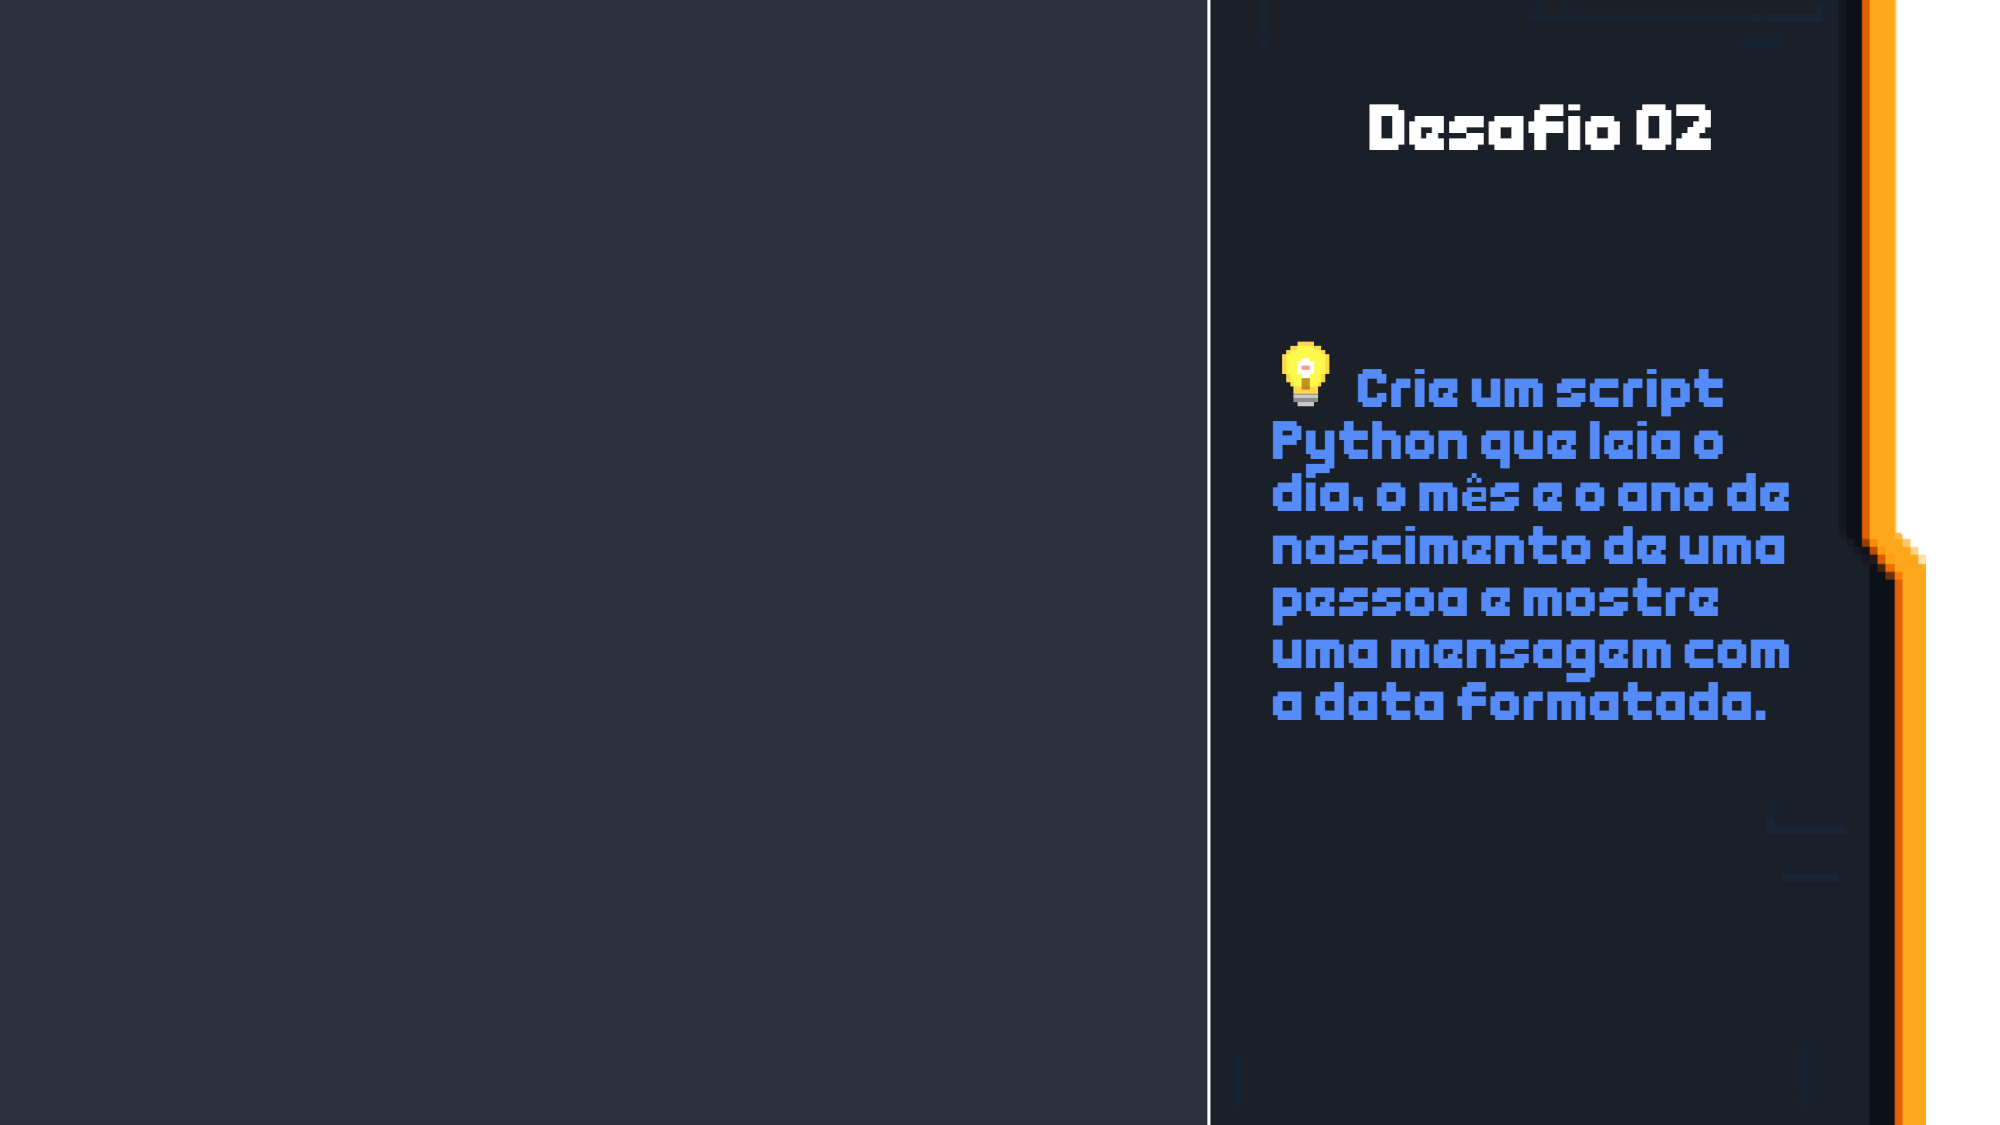 Desafio 02
Crie um script
Python que leia o
dia, o mês e o ano de
nascimento de uma
pessoa e mostre
uma mensagem com
a data formatada.